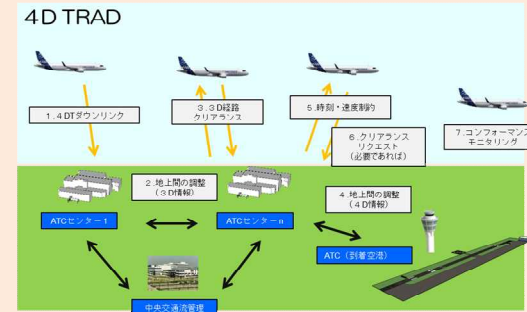 4D TRAD
1.4DTダウンリンク
3.3D経路
クリアランス
5.時刻・速度制約
6.クリアランス
リクエスト
(必要であれば)
7.コンフォーマンス
モニタリング
2.地上間の調整
(3D情報)
4.地上間の調整
(4D情報)
ATCセンター1
ATCセンターn
ATC(到着空港)
中央交通流管理